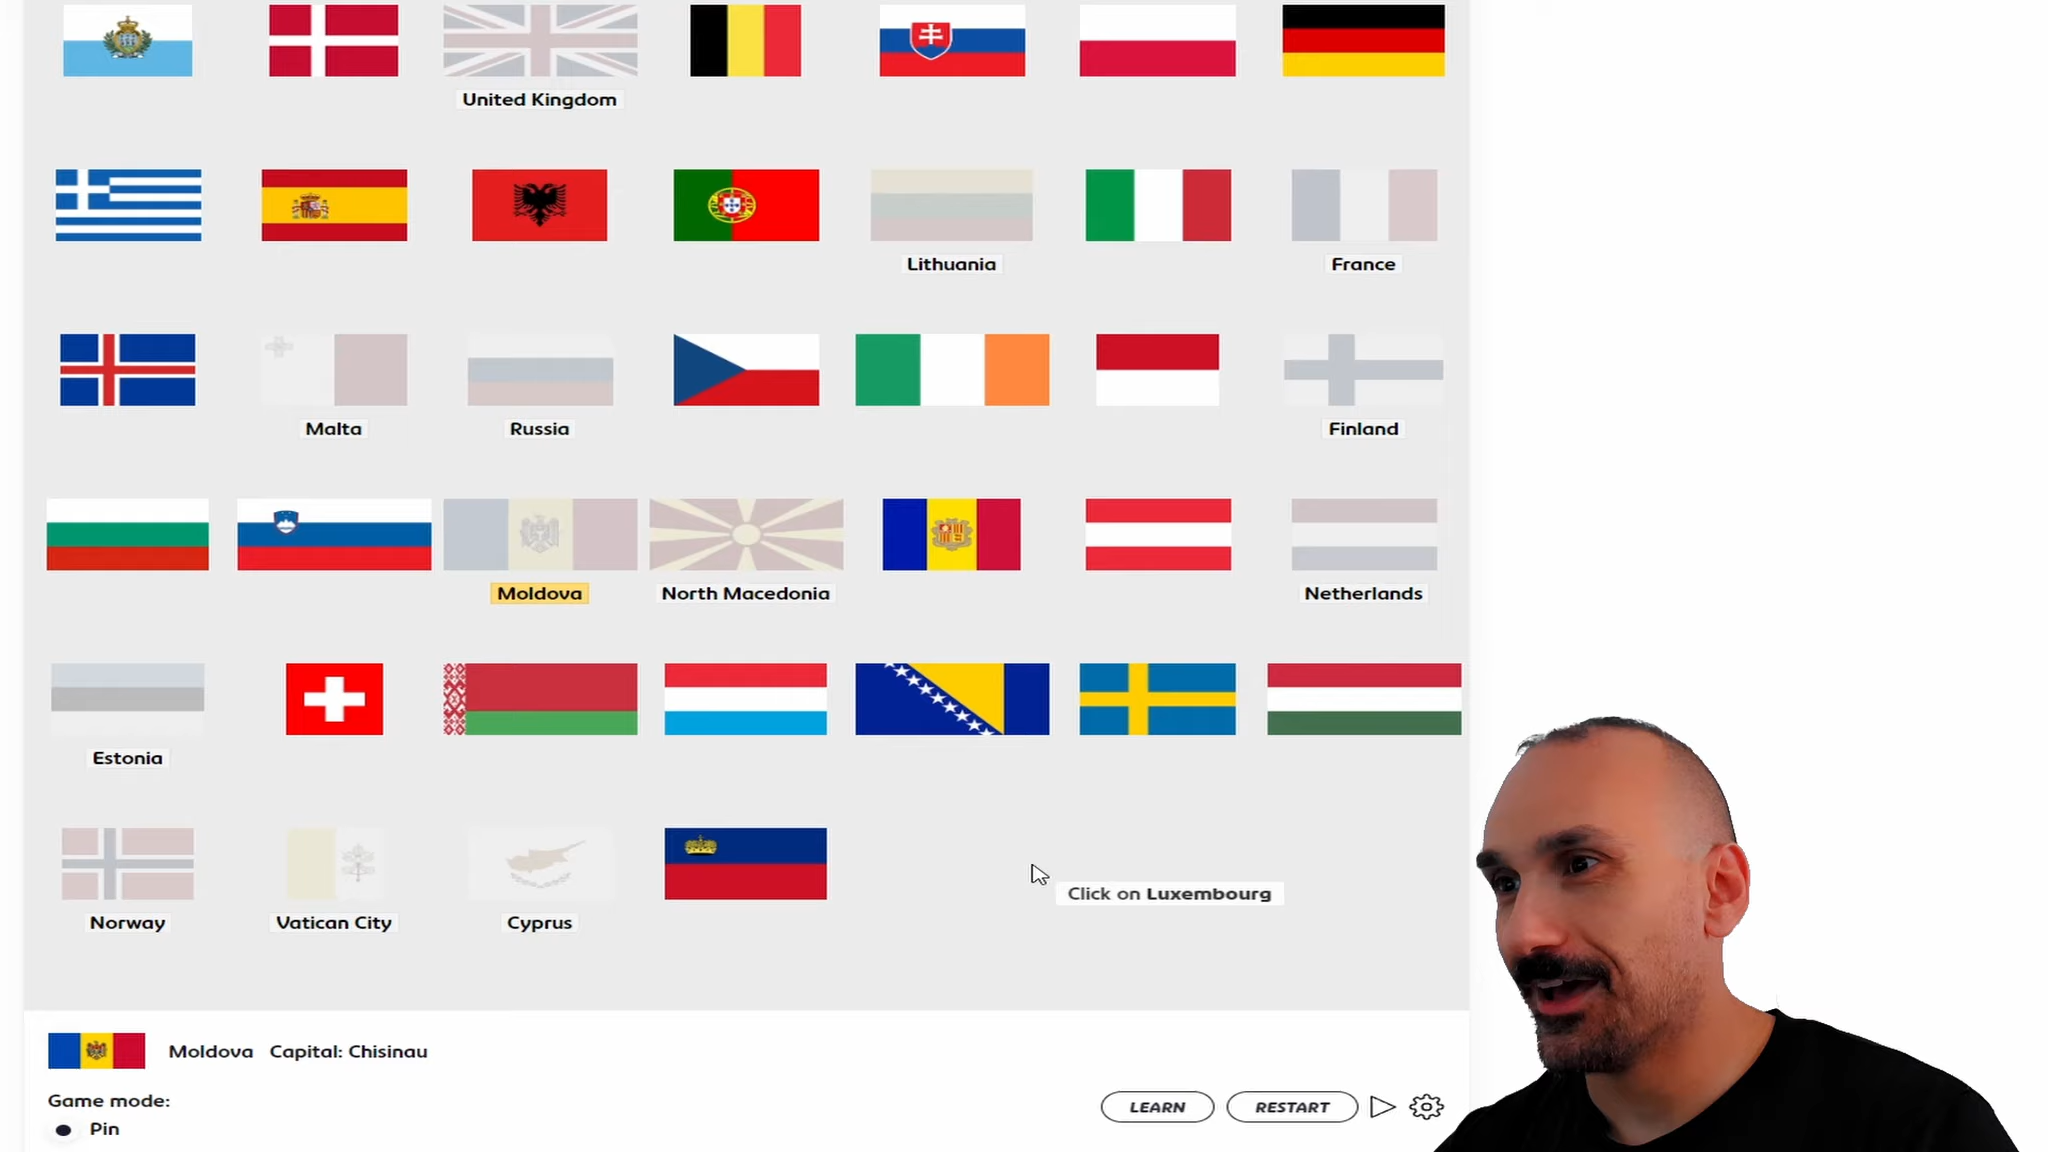 United Kingdom
Lithuania
France
Malta
Russia
Finland
Moldova
North Macedonia
Netherlands
Estonia
Norway
Vatican City
Cyprus
Click on Luxembourg
Moldova Capital: Chisinau
Game mode:
Pin
LEARN
RESTART